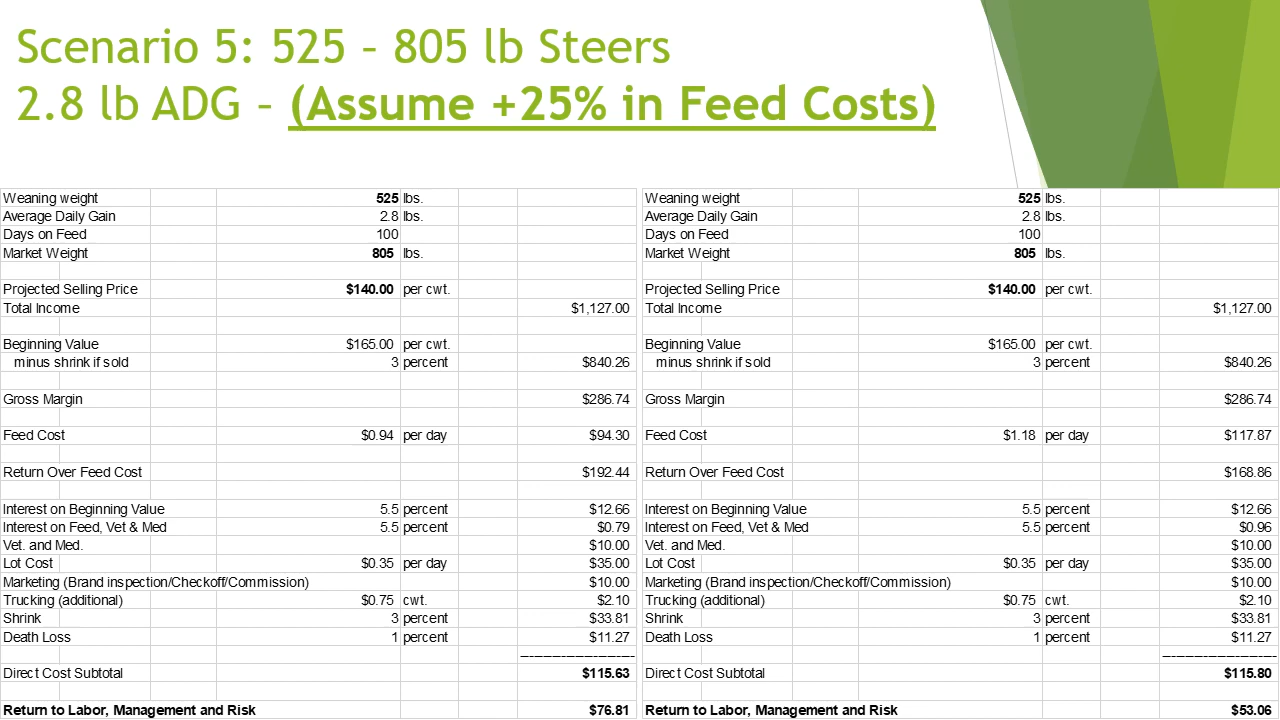 Scenario 5: 525 – 805 lb Steers
2.8 lb ADG – (Assume +25% in Feed Costs)
Weaning weight 525 lbs.
Average Daily Gain 2.8 lbs.
Days on Feed 100
Market Weight 805 lbs.
Projected Selling Price $140.00 per cwt.
Total Income $1,127.00
Beginning Value $165.00 per cwt.
minus shrink if sold 3 percent $840.26
Gross Margin $286.74
Feed Cost $0.94 per day $94.30
Return Over Feed Cost $192.44
Interest on Beginning Value 5.5 percent $12.66
Interest on Feed, Vet & Med 5.5 percent $0.79
Vet. and Med. $10.00
Lot Cost $0.35 per day $35.00
Marketing (Brand inspection/Checkoff/Commission) $10.00
Trucking (additional) $0.75 cwt. $2.10
Shrink 3 percent $33.81
Death Loss 1 percent $11.27
-----------------------
Direct Cost Subtotal $115.63
Return to Labor, Management and Risk $76.81
Weaning weight 525 lbs.
Average Daily Gain 2.8 lbs.
Days on Feed 100
Market Weight 805 lbs.
Projected Selling Price $140.00 per cwt.
Total Income $1,127.00
Beginning Value $165.00 per cwt.
minus shrink if sold 3 percent $840.26
Gross Margin $286.74
Feed Cost $1.18 per day $117.87
Return Over Feed Cost $168.86
Interest on Beginning Value 5.5 percent $12.66
Interest on Feed, Vet & Med 5.5 percent $0.96
Vet. and Med. $10.00
Lot Cost $0.35 per day $35.00
Marketing (Brand inspection/Checkoff/Commission) $10.00
Trucking (additional) $0.75 cwt. $2.10
Shrink 3 percent $33.81
Death Loss 1 percent $11.27
-----------------------
Direct Cost Subtotal $115.80
Return to Labor, Management and Risk $53.06